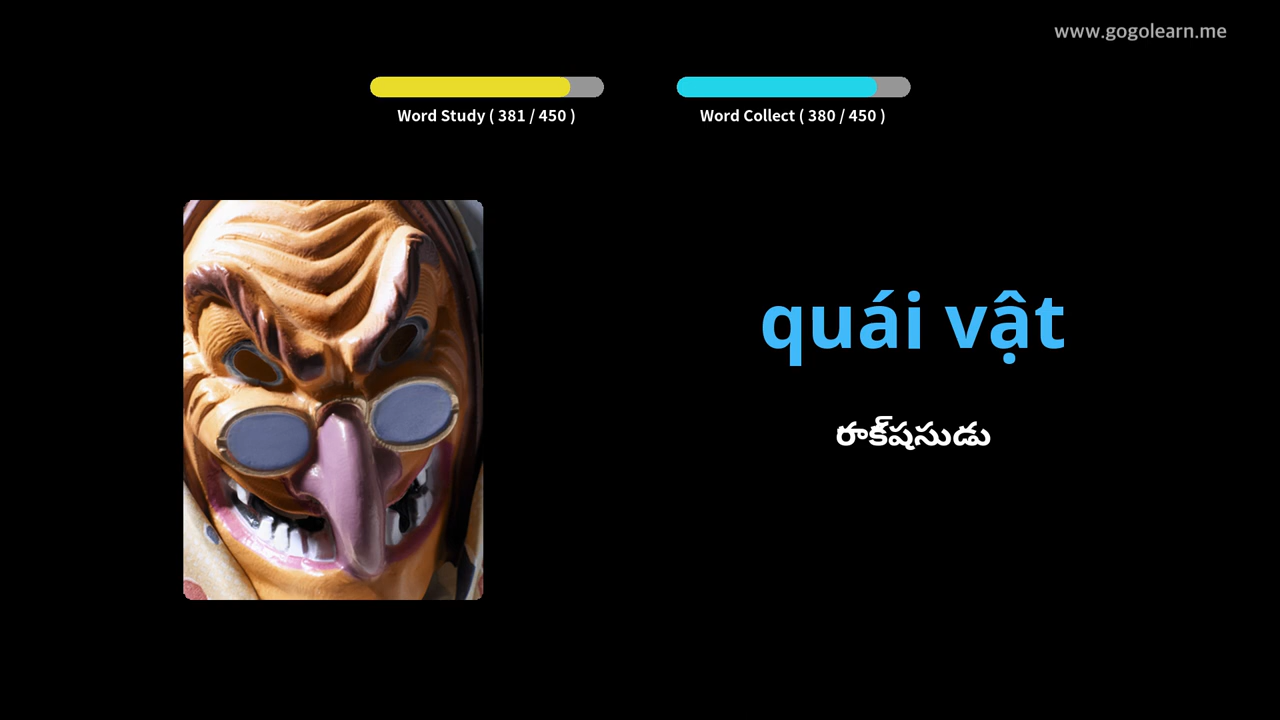 www.gogolearn.me
Word Study ( 381 / 450 )
Word Collect ( 380 / 450 )
quái vật
రాక్‌షసుడు